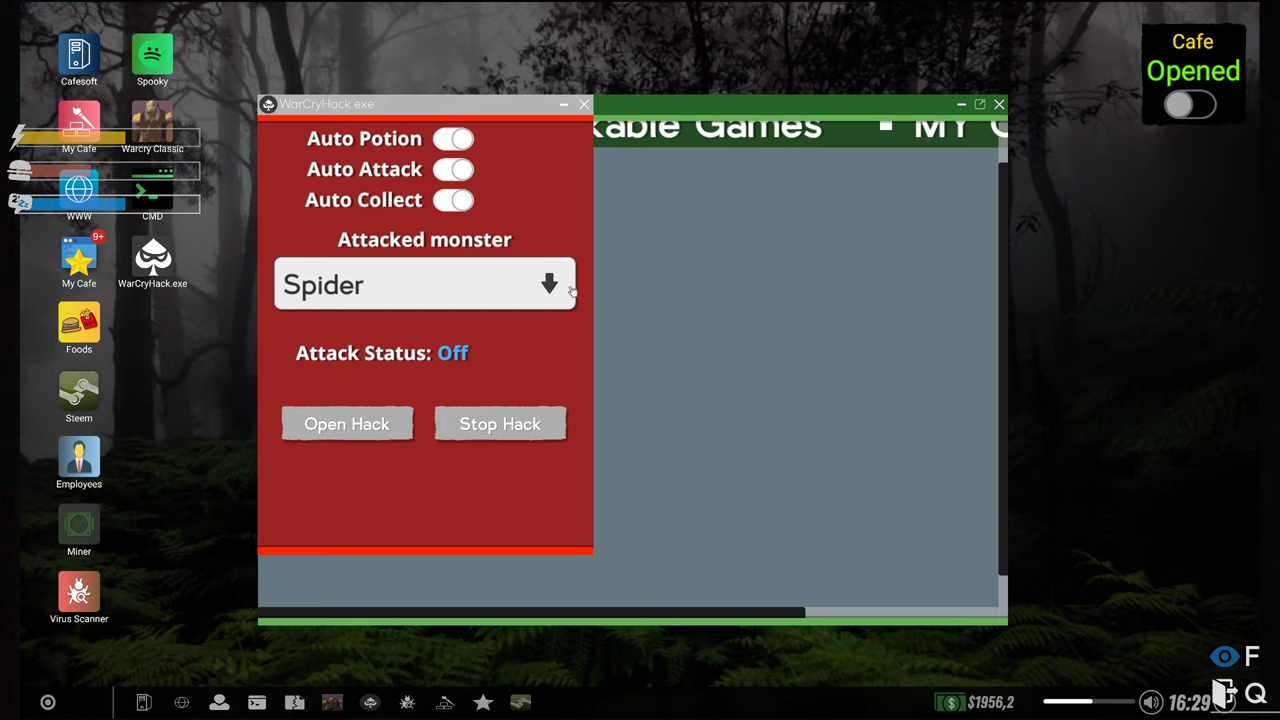 Cafe
Opened
Cafesoft
Spooky
My Cafe
Warcry Classic
WWW
CMD
9+
My Cafe
WarCryHack.exe
Foods
Steem
Employees
Miner
Virus Scanner
WarCryHack.exe
Auto Potion
Auto Attack
Auto Collect
Attacked monster
Spider
Attack Status: Off
Open Hack
Stop Hack
kable Games
MY
F
Q
$1956,2
16:29